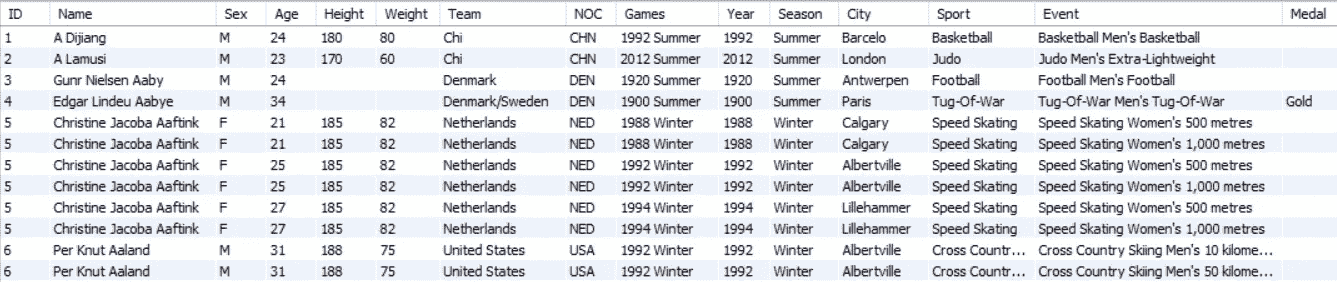 ID Name Sex Age Height Weight Team NOC Games Year Season City Sport Event Medal
1 A Dijiang M 24 180 80 Chi CHN 1992 Summer 1992 Summer Barcelo Basketball Basketball Men's Basketball
2 A Lamusi M 23 170 60 Chi CHN 2012 Summer 2012 Summer London Judo Judo Men's Extra-Lightweight
3 Gunr Nielsen Aaby M 24 Denmark DEN 1920 Summer 1920 Summer Antwerpen Football Football Men's Football
4 Edgar Lindeu Aabye M 34 Denmark/Sweden DEN 1900 Summer 1900 Summer Paris Tug-Of-War Tug-Of-War Men's Tug-Of-War Gold
5 Christine Jacoba Aaftink F 21 185 82 Netherlands NED 1988 Winter 1988 Winter Calgary Speed Skating Speed Skating Women's 500 metres
5 Christine Jacoba Aaftink F 21 185 82 Netherlands NED 1988 Winter 1988 Winter Calgary Speed Skating Speed Skating Women's 1,000 metres
5 Christine Jacoba Aaftink F 25 185 82 Netherlands NED 1992 Winter 1992 Winter Albertville Speed Skating Speed Skating Women's 500 metres
5 Christine Jacoba Aaftink F 25 185 82 Netherlands NED 1992 Winter 1992 Winter Albertville Speed Skating Speed Skating Women's 1,000 metres
5 Christine Jacoba Aaftink F 27 185 82 Netherlands NED 1994 Winter 1994 Winter Lillehammer Speed Skating Speed Skating Women's 500 metres
5 Christine Jacoba Aaftink F 27 185 82 Netherlands NED 1994 Winter 1994 Winter Lillehammer Speed Skating Speed Skating Women's 1,000 metres
6 Per Knut Aaland M 31 188 75 United States USA 1992 Winter 1992 Winter Albertville Cross Countr... Cross Country Skiing Men's 10 kilome...
6 Per Knut Aaland M 31 188 75 United States USA 1992 Winter 1992 Winter Albertville Cross Countr... Cross Country Skiing Men's 50 kilome...